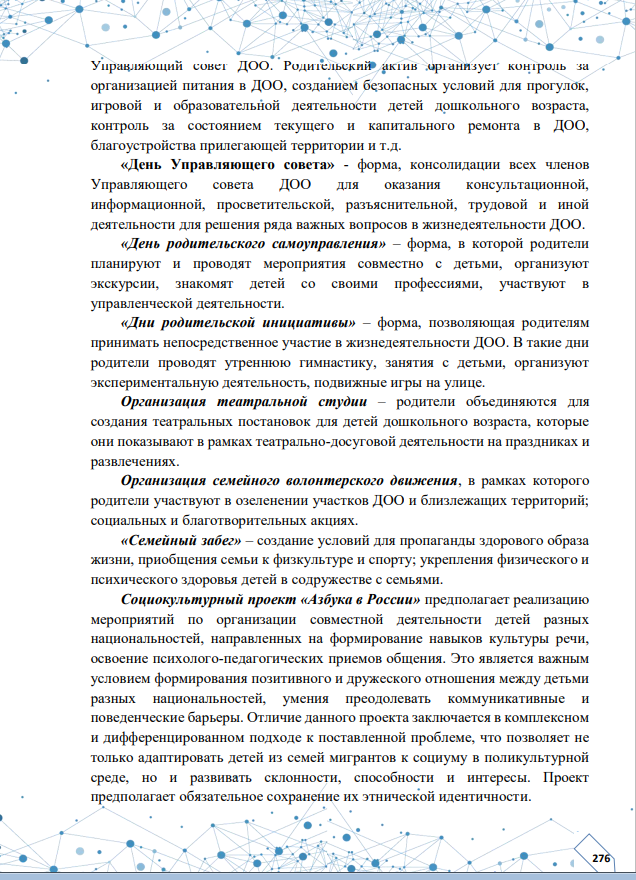 Управляющий совет ДОО. Родительский актив организует контроль за
организацией питания в ДОО, созданием безопасных условий для прогулок,
игровой и образовательной деятельности детей дошкольного возраста,
контроль за состоянием текущего и капитального ремонта в ДОО,
благоустройства прилегающей территории и т.д.
«День Управляющего совета» - форма, консолидации всех членов
Управляющего совета ДОО для оказания консультационной,
информационной, просветительской, разъяснительной, трудовой и иной
деятельности для решения ряда важных вопросов в жизнедеятельности ДОО.
«День родительского самоуправления» – форма, в которой родители
планируют и проводят мероприятия совместно с детьми, организуют
экскурсии, знакомят детей со своими профессиями, участвуют в
управленческой деятельности.
«Дни родительской инициативы» – форма, позволяющая родителям
принимать непосредственное участие в жизнедеятельности ДОО. В такие дни
родители проводят утреннюю гимнастику, занятия с детьми, организуют
экспериментальную деятельность, подвижные игры на улице.
Организация театральной студии – родители объединяются для
создания театральных постановок для детей дошкольного возраста, которые
они показывают в рамках театрально-досуговой деятельности на праздниках и
развлечениях.
Организация семейного волонтерского движения, в рамках которого
родители участвуют в озеленении участков ДОО и близлежащих территорий;
социальных и благотворительных акциях.
«Семейный забег» – создание условий для пропаганды здорового образа
жизни, приобщения семьи к физкультуре и спорту; укрепления физического и
психического здоровья детей в содружестве с семьями.
Социокультурный проект «Азбука в России» предполагает реализацию
мероприятий по организации совместной деятельности детей разных
национальностей, направленных на формирование навыков культуры речи,
освоение психолого-педагогических приемов общения. Это является важным
условием формирования позитивного и дружеского отношения между детьми
разных национальностей, умения преодолевать коммуникативные и
поведенческие барьеры. Отличие данного проекта заключается в комплексном
и дифференцированном подходе к поставленной проблеме, что позволяет не
только адаптировать детей из семей мигрантов к социуму в поликультурной
среде, но и развивать склонности, способности и интересы. Проект
предполагает обязательное сохранение их этнической идентичности.
276